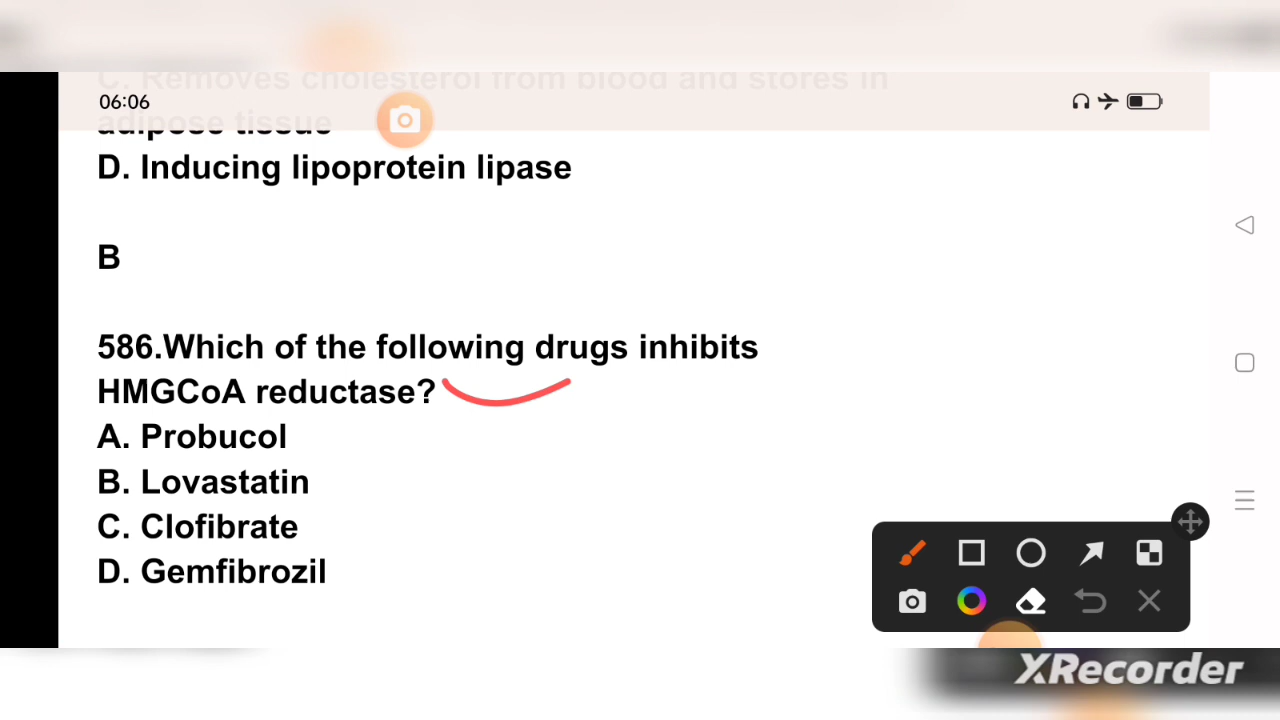 C. Removes cholesterol from blood and stores in
06:06
adipose tissue
D. Inducing lipoprotein lipase
B
586.Which of the following drugs inhibits
HMGCoA reductase?
A. Probucol
B. Lovastatin
C. Clofibrate
D. Gemfibrozil
XRecorder